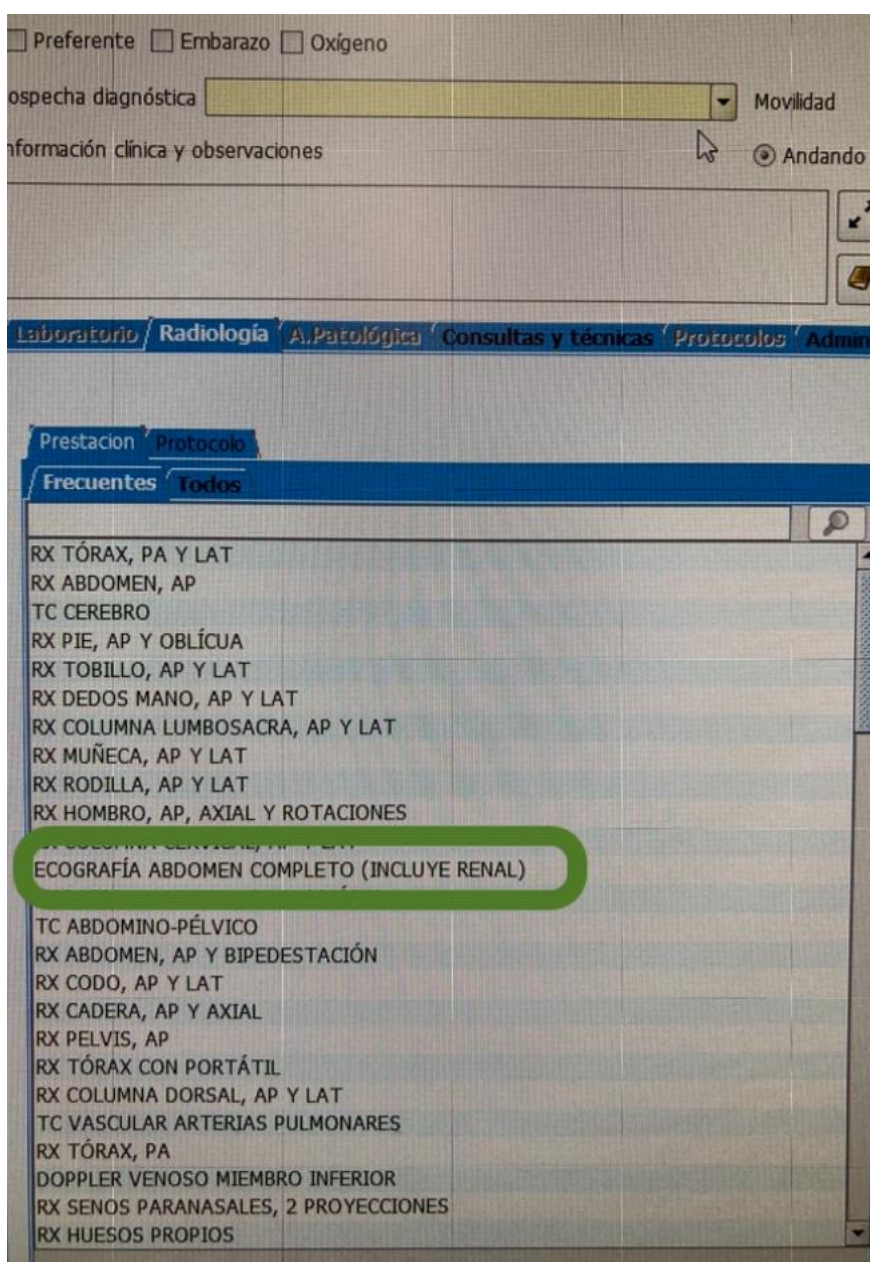 Preferente Embarazo Oxígeno
ospecha diagnóstica Movilidad
nformación clínica y observaciones Andando
Laboratorio Radiología A.Patológica Consultas y técnicas Protocolos Admin
Prestacion Protocolo
Frecuentes Todos
RX TÓRAX, PA Y LAT
RX ABDOMEN, AP
TC CEREBRO
RX PIE, AP Y OBLÍCUA
RX TOBILLO, AP Y LAT
RX DEDOS MANO, AP Y LAT
RX COLUMNA LUMBOSACRA, AP Y LAT
RX MUÑECA, AP Y LAT
RX RODILLA, AP Y LAT
RX HOMBRO, AP, AXIAL Y ROTACIONES
RX COLUMNA CERVICAL, AP Y LAT
ECOGRAFÍA ABDOMEN COMPLETO (INCLUYE RENAL)
TC ABDOMINO-PÉLVICO
RX ABDOMEN, AP Y BIPEDESTACIÓN
RX CODO, AP Y LAT
RX CADERA, AP Y AXIAL
RX PELVIS, AP
RX TÓRAX CON PORTÁTIL
RX COLUMNA DORSAL, AP Y LAT
TC VASCULAR ARTERIAS PULMONARES
RX TÓRAX, PA
DOPPLER VENOSO MIEMBRO INFERIOR
RX SENOS PARANASALES, 2 PROYECCIONES
RX HUESOS PROPIOS